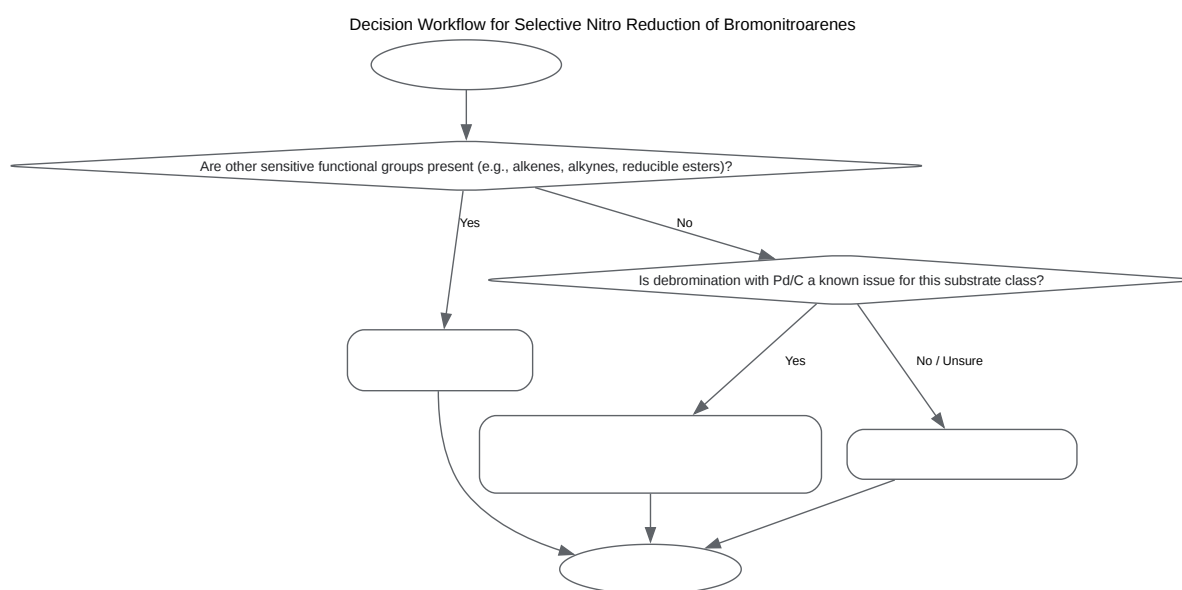 Decision Workflow for Selective Nitro Reduction of Bromonitroarenes
Are other sensitive functional groups present (e.g., alkenes, alkynes, reducible esters)?
Yes
No
Is debromination with Pd/C a known issue for this substrate class?
Yes
No / Unsure